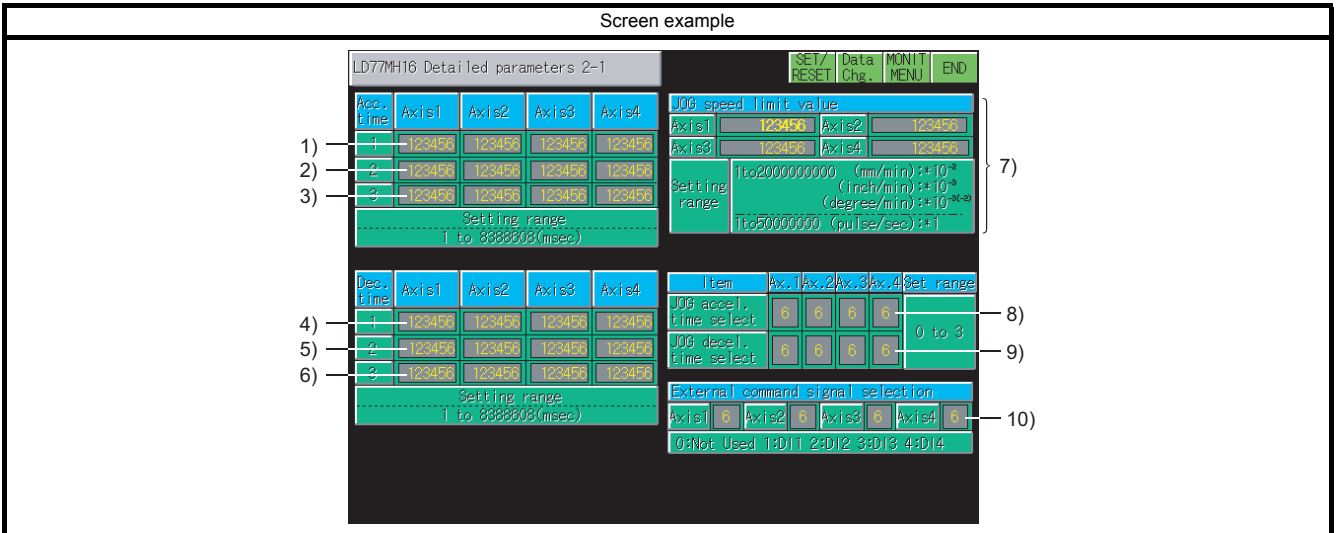 Screen example
LD77MH16 Detailed parameters 2-1
SET/ RESET Data Chg. MONIT MENU END
Acc. time Axis1 Axis2 Axis3 Axis4
1) 1 123456 123456 123456 123456
2) 2 123456 123456 123456 123456
3) 3 123456 123456 123456 123456
Setting range
1 to 8388608(msec)
JOG speed limit value
Axis1 123456 Axis2 123456
Axis3 123456 Axis4 123456
Setting range
1to2000000000 (mm/min):*10⁻²
(inch/min):*10⁻³
(degree/min):*10⁻³⁽⁻²⁾
1to50000000 (pulse/sec):*1
7)
Dec. time Axis1 Axis2 Axis3 Axis4
4) 1 123456 123456 123456 123456
5) 2 123456 123456 123456 123456
6) 3 123456 123456 123456 123456
Setting range
1 to 8388608(msec)
Item Ax.1 Ax.2 Ax.3 Ax.4 Set range
JOG accel. time select 6 6 6 6 8)
0 to 3
JOG decel. time select 6 6 6 6 9)
External command signal selection
Axis1 6 Axis2 6 Axis3 6 Axis4 6 10)
0:Not Used 1:DI1 2:DI2 3:DI3 4:DI4